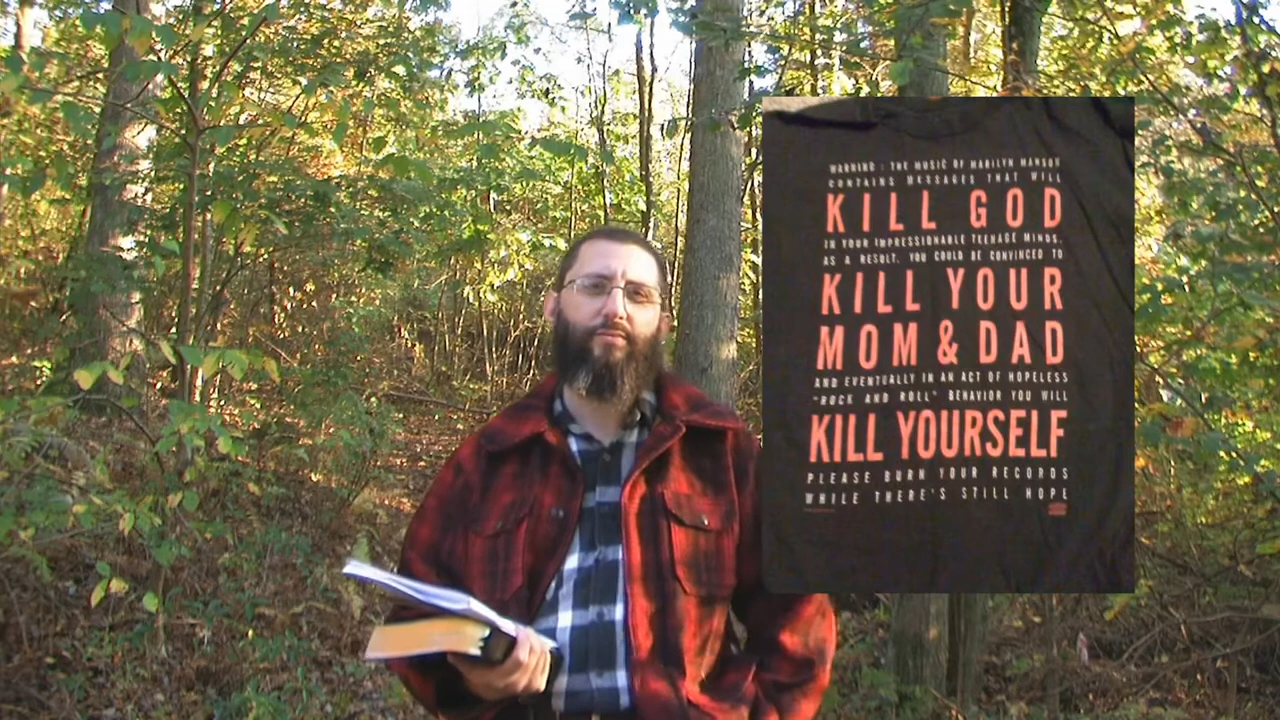 WARNING: THE MUSIC OF MARILYN MANSON
CONTAINS MESSAGES THAT WILL
KILL GOD
IN YOUR IMPRESSIONABLE TEENAGE MINDS.
AS A RESULT, YOU COULD BE CONVINCED TO
KILL YOUR
MOM & DAD
AND EVENTUALLY IN AN ACT OF HOPELESS
"ROCK AND ROLL" BEHAVIOR YOU WILL
KILL YOURSELF
PLEASE BURN YOUR RECORDS
WHILE THERE'S STILL HOPE